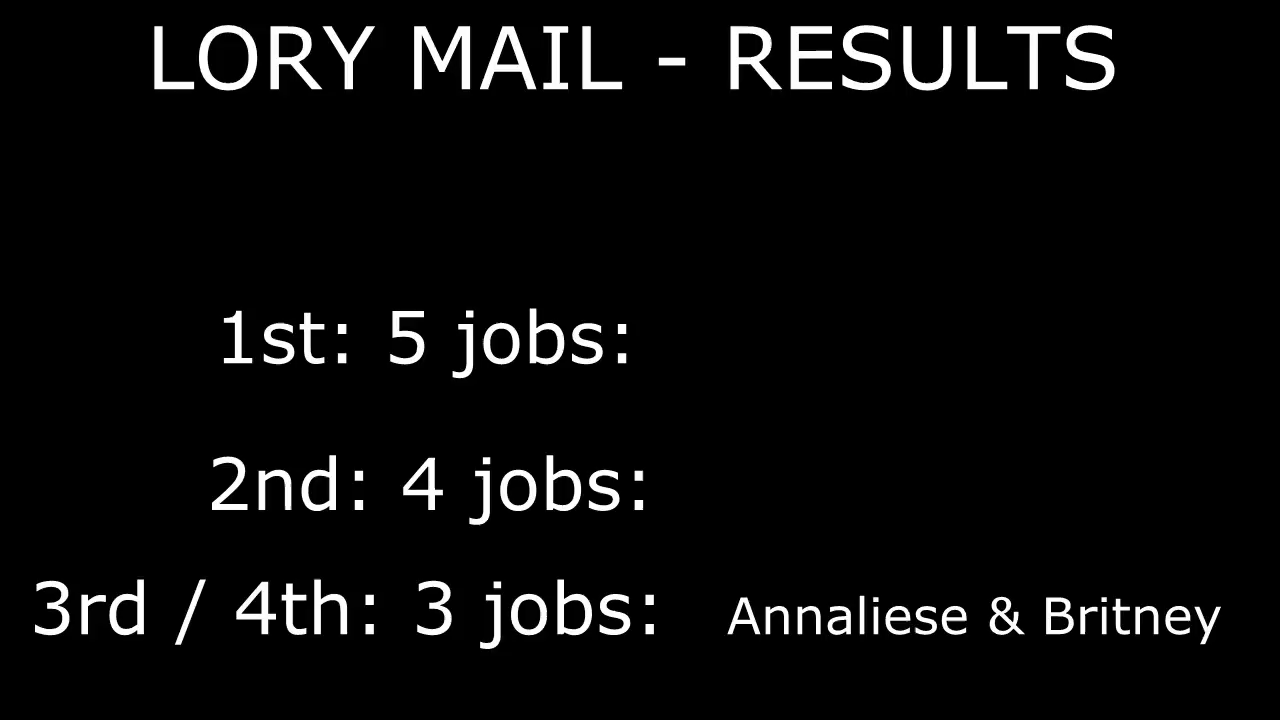 LORY MAIL - RESULTS
1st: 5 jobs:
2nd: 4 jobs:
3rd / 4th: 3 jobs: Annaliese & Britney